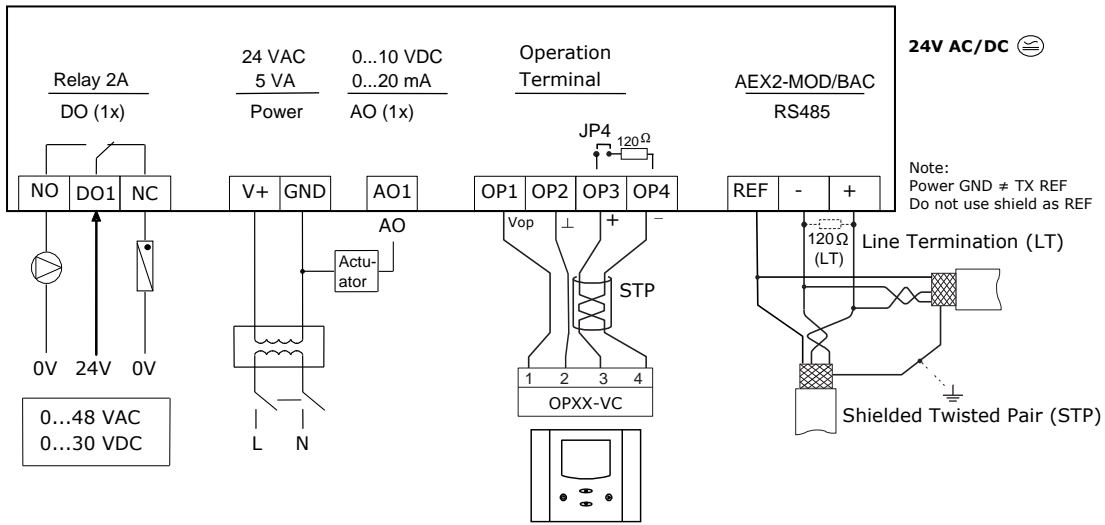 24 VAC
5 VA
Power
0...10 VDC
0...20 mA
AO (1x)
Operation
Terminal
24V AC/DC
Relay 2A
DO (1x)
AEX2-MOD/BAC
RS485
JP4
120Ω
NO
DO1
NC
V+
GND
AO1
OP1
OP2
OP3
OP4
REF
-
+
Note:
Power GND ≠ TX REF
Do not use shield as REF
Vop
⊥
+
−
AO
Actu-
ator
120Ω
(LT)
Line Termination (LT)
STP
0V
24V
0V
1
2
3
4
OPXX-VC
0...48 VAC
0...30 VDC
L
N
Shielded Twisted Pair (STP)